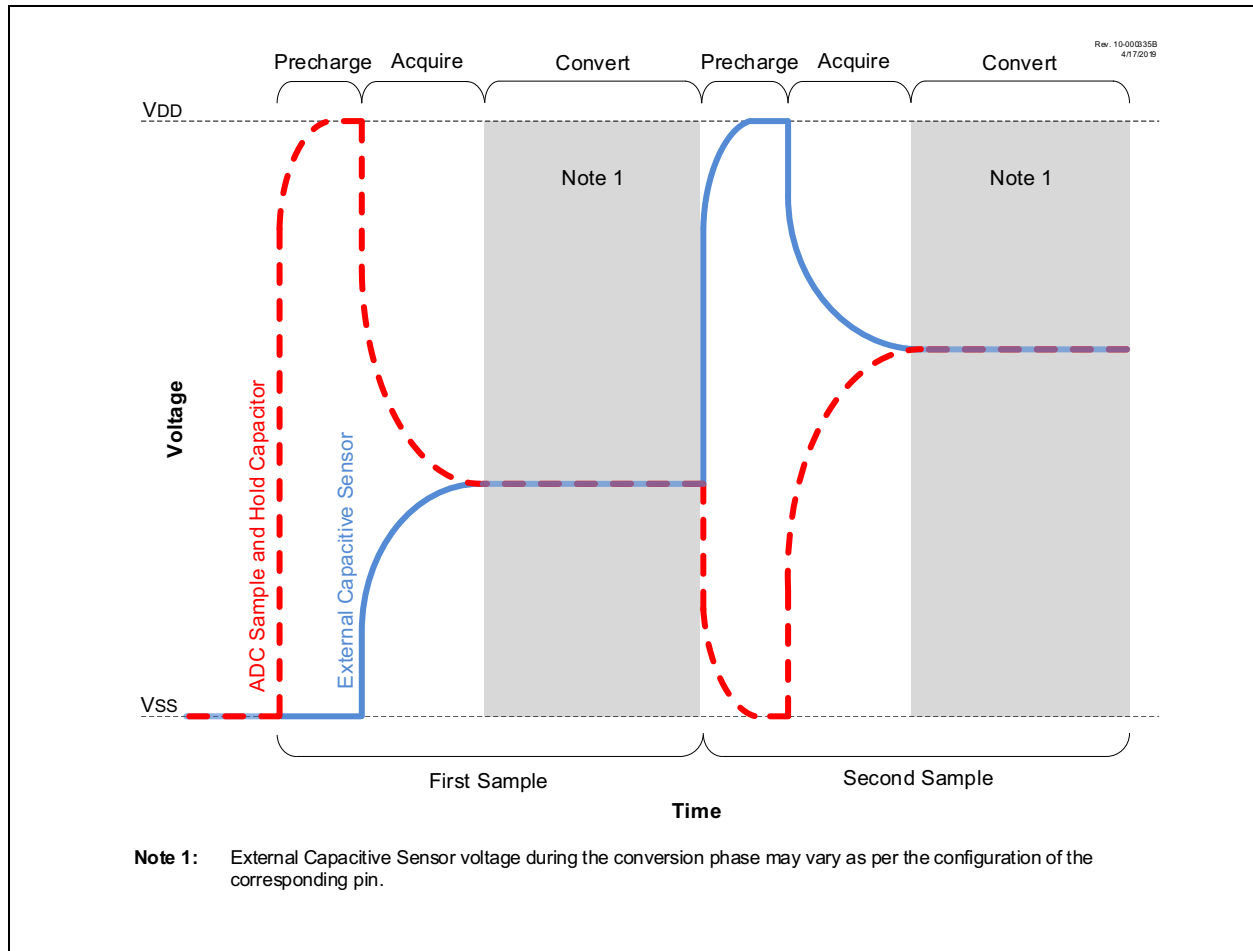 Rev. 10-000335B
4/17/2019
Precharge Acquire Convert Precharge Acquire Convert
VDD
Note 1 Note 1
Voltage
ADC Sample and Hold Capacitor
External Capacitive Sensor
VSS
First Sample Second Sample
Time
Note 1: External Capacitive Sensor voltage during the conversion phase may vary as per the configuration of the
corresponding pin.